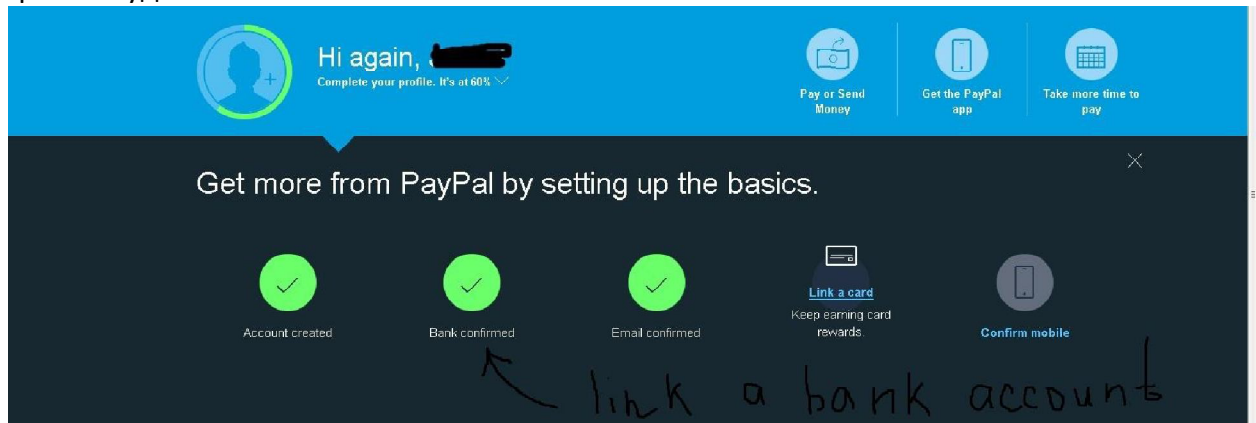 Hi again,
Complete your profile. It's at 60%
Pay or Send
Money
Get the PayPal
app
Take more time to
pay
Get more from PayPal by setting up the basics.
Account created
Bank confirmed
Email confirmed
Link a card
Keep earning card
rewards.
Confirm mobile
link a bank account